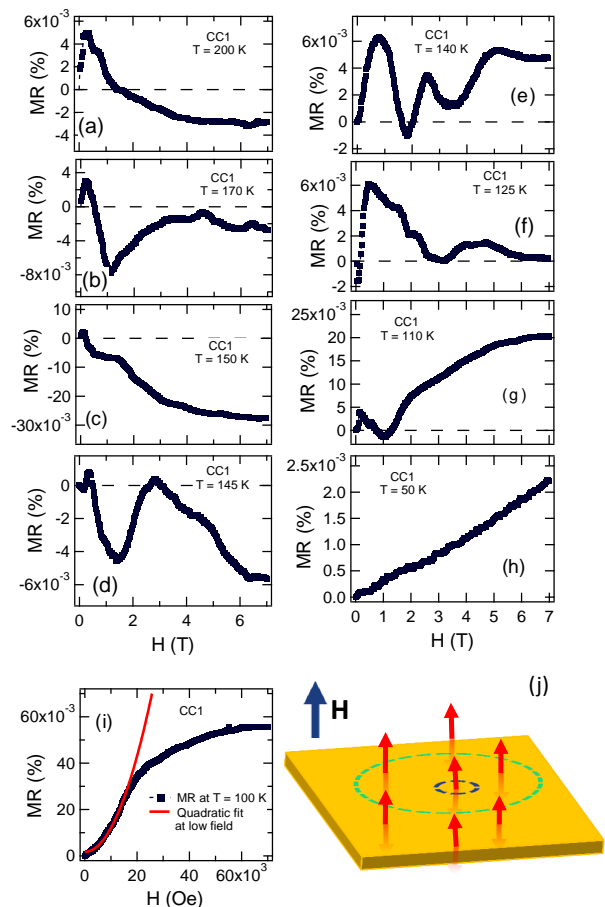 6x10⁻³
4
2
0
-2
-4
MR (%)
CC1
T = 200 K
(a)
4
0
-4
-8x10⁻³
MR (%)
CC1
T = 170 K
(b)
10
0
-10
-20
-30x10⁻³
MR (%)
CC1
T = 150 K
(c)
2
0
-2
-4
-6x10⁻³
MR (%)
CC1
T = 145 K
(d)
0 2 4 6
H (T)
6x10⁻³
4
2
0
-2
MR (%)
CC1
T = 140 K
(e)
6x10⁻³
4
2
0
-2
MR (%)
CC1
T = 125 K
(f)
25x10⁻³
20
15
10
5
0
MR (%)
CC1
T = 110 K
(g)
2.5x10⁻³
2.0
1.5
1.0
0.5
0.0
MR (%)
CC1
T = 50 K
(h)
0 1 2 3 4 5 6 7
H (T)
60x10⁻³
40
20
0
MR (%)
(i)
CC1
MR at T = 100 K
Quadratic fit
at low field
0 20 40 60x10³
H (Oe)
(j)
H